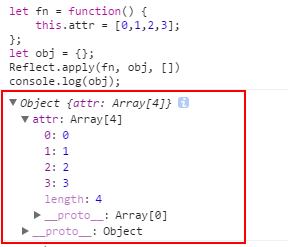 let fn = function() {
this.attr = [0,1,2,3];
};
let obj = {};
Reflect.apply(fn, obj, [])
console.log(obj);
▼ Object {attr: Array[4]} i
▼ attr: Array[4]
0: 0
1: 1
2: 2
3: 3
length: 4
▶ __proto__: Array[0]
▶ __proto__: Object